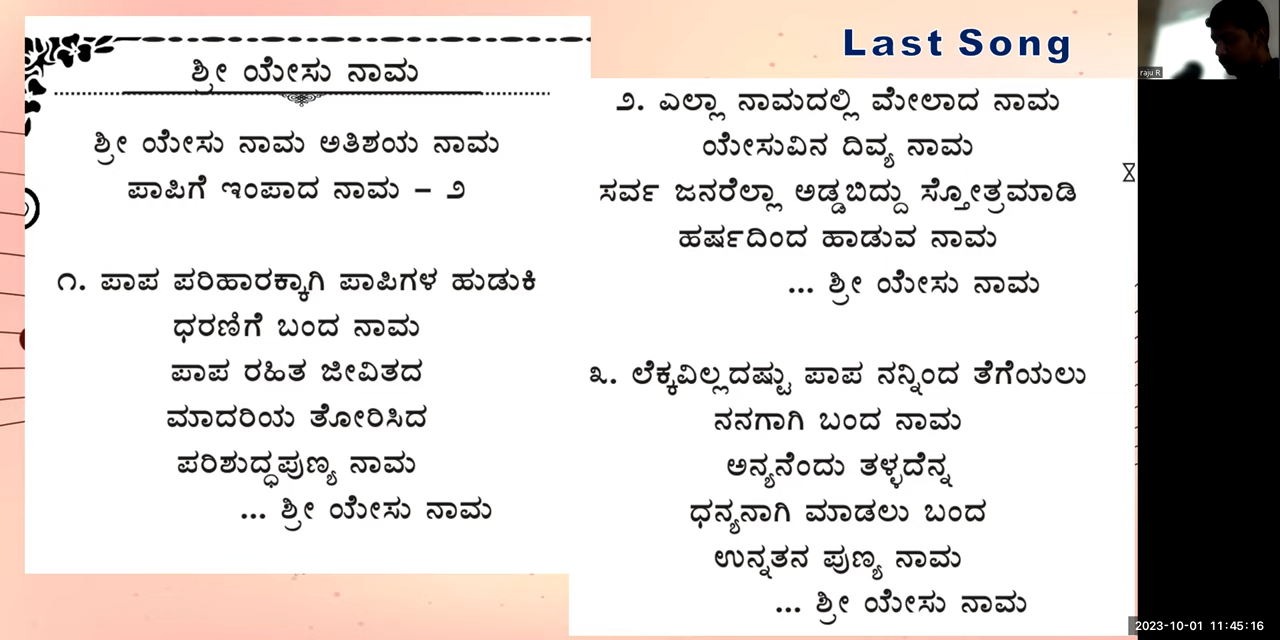 ಶ್ರೀ ಯೇಸು ನಾಮ
ಶ್ರೀ ಯೇಸು ನಾಮ ಅತಿಶಯ ನಾಮ
ಪಾಪಿಗೆ ಇಂಪಾದ ನಾಮ – ೨
೧. ಪಾಪ ಪರಿಹಾರಕ್ಕಾಗಿ ಪಾಪಿಗಳ ಹುಡುಕಿ
ಧರಣಿಗೆ ಬಂದ ನಾಮ
ಪಾಪ ರಹಿತ ಜೀವಿತದ
ಮಾದರಿಯ ತೋರಿಸಿದ
ಪರಿಶುದ್ಧಪುಣ್ಯ ನಾಮ
... ಶ್ರೀ ಯೇಸು ನಾಮ
Last Song
೨. ಎಲ್ಲಾ ನಾಮದಲ್ಲಿ ಮೇಲಾದ ನಾಮ
ಯೇಸುವಿನ ದಿವ್ಯ ನಾಮ
ಸರ್ವ ಜನರೆಲ್ಲಾ ಅಡ್ಡಬಿದ್ದು ಸ್ತೋತ್ರಮಾಡಿ
ಹರ್ಷದಿಂದ ಹಾಡುವ ನಾಮ
... ಶ್ರೀ ಯೇಸು ನಾಮ
೩. ಲೆಕ್ಕವಿಲ್ಲದಷ್ಟು ಪಾಪ ನನ್ನಿಂದ ತೆಗೆಯಲು
ನನಗಾಗಿ ಬಂದ ನಾಮ
ಅನ್ಯನೆಂದು ತಳ್ಳದೆನ್ನ
ಧನ್ಯನಾಗಿ ಮಾಡಲು ಬಂದ
ಉನ್ನತನ ಪುಣ್ಯ ನಾಮ
... ಶ್ರೀ ಯೇಸು ನಾಮ
raju R
2023-10-01 11:45:16